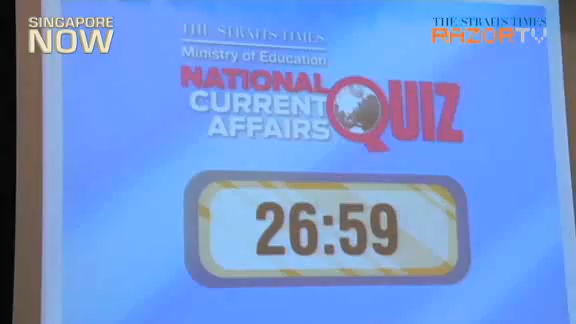 SINGAPORE
NOW
THE STRAITS TIMES
RAZORTV
THE STRAITS TIMES
Ministry of Education
NATIONAL
CURRENT
AFFAIRS
QUIZ
26:59